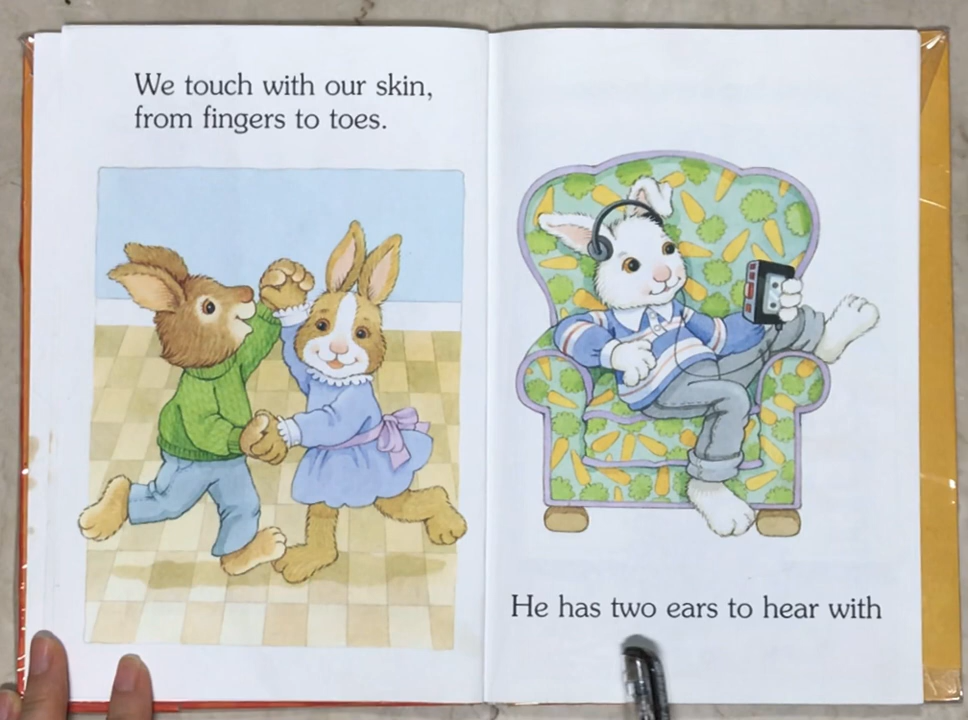 We touch with our skin,
from fingers to toes.
He has two ears to hear with